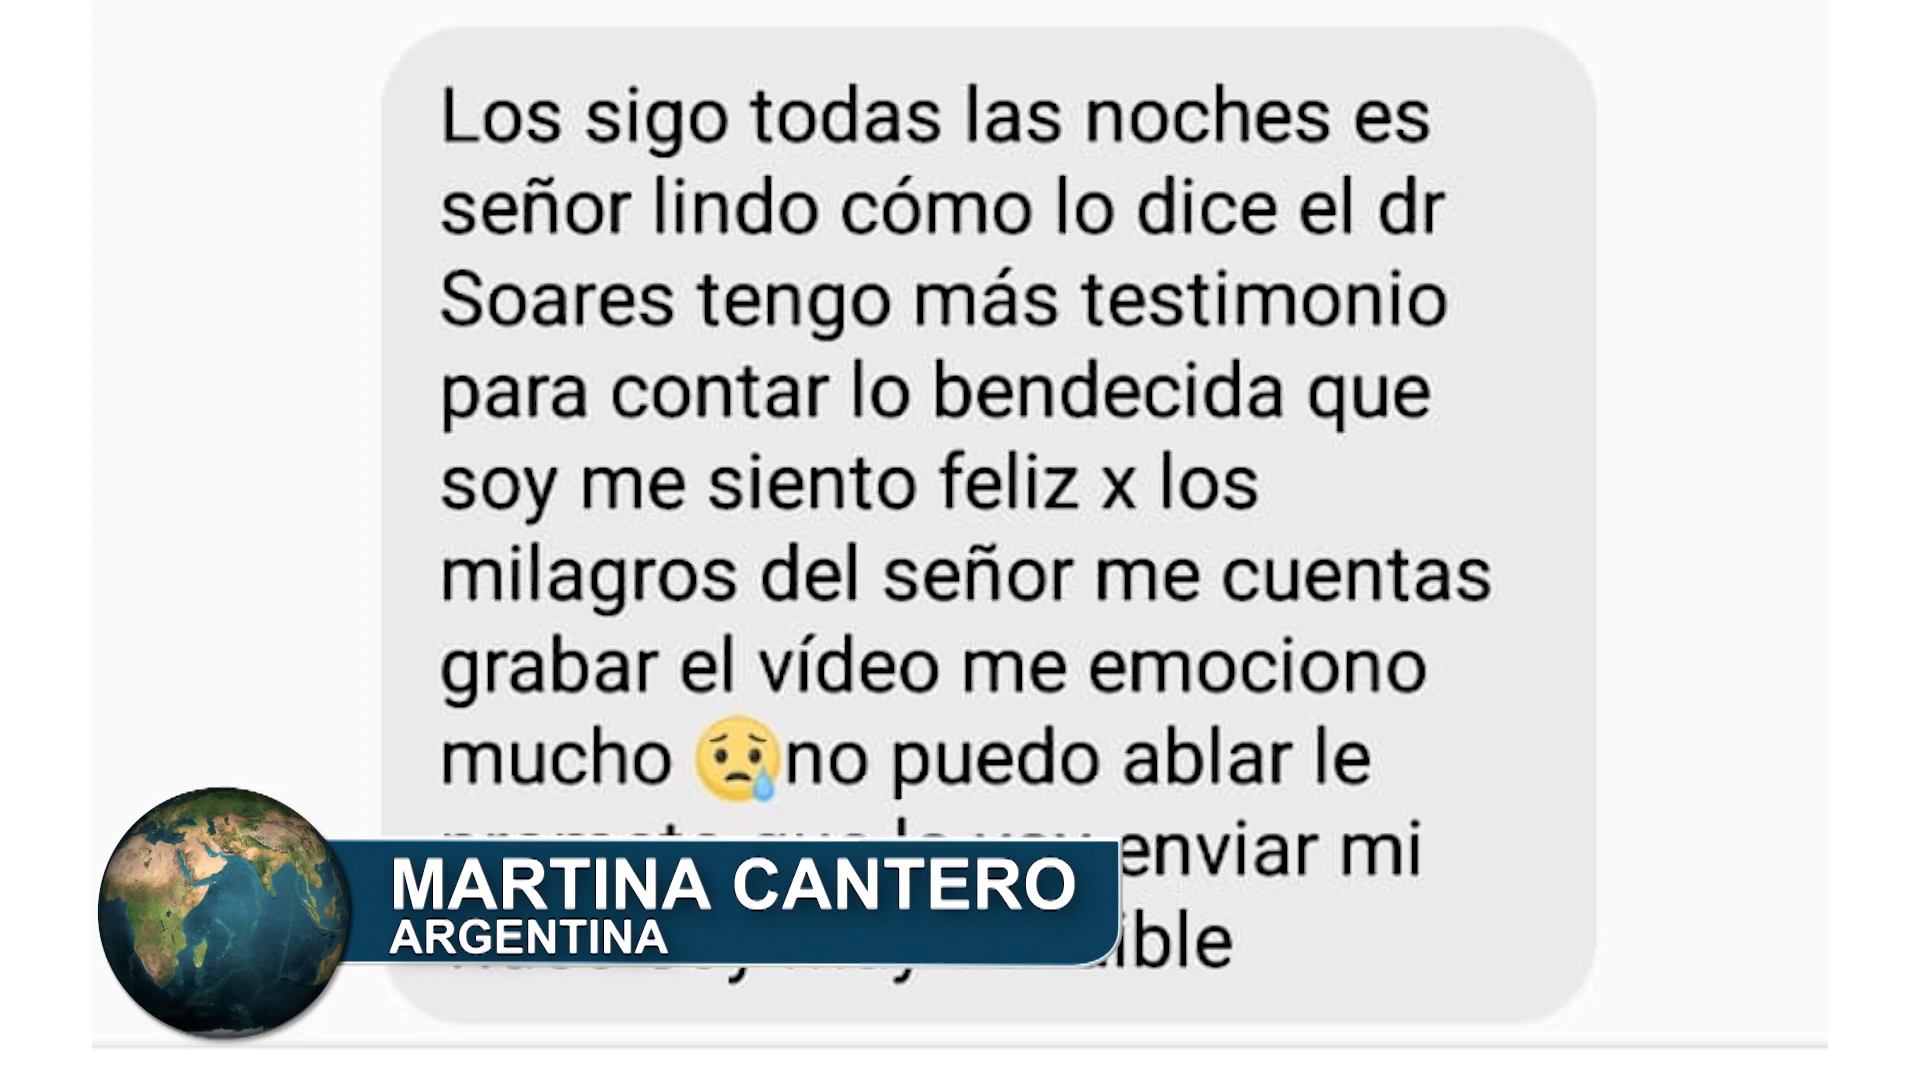 Los sigo todas las noches es
señor lindo cómo lo dice el dr
Soares tengo más testimonio
para contar lo bendecida que
soy me siento feliz x los
milagros del señor me cuentas
grabar el vídeo me emociono
mucho 😢no puedo ablar le
enviar mi
MARTINA CANTERO
ARGENTINA